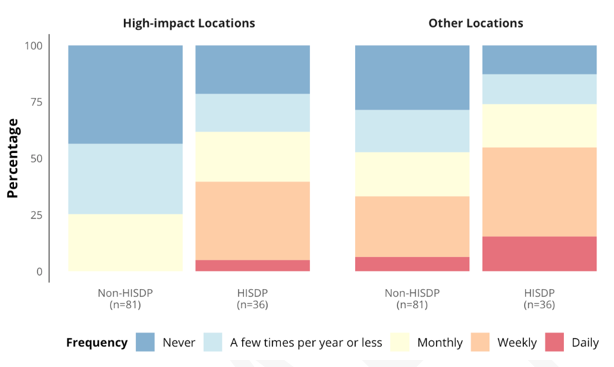 High-impact Locations
Other Locations
Percentage
100
75
50
25
0
Non-HISDP
(n=81)
HISDP
(n=36)
Non-HISDP
(n=81)
HISDP
(n=36)
Frequency Never A few times per year or less Monthly Weekly Daily